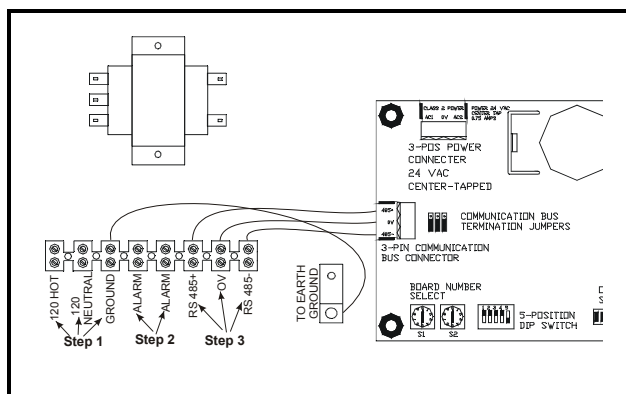 CLASS 2 POWER
AC1 0V AC2
POWER 24 VAC
CENTER TAP
0.75 AMPS
3-POS POWER
CONNECTER
24 VAC
CENTER-TAPPED
485+
0V
485-
COMMUNICATION BUS
TERMINATION JUMPERS
3-PIN COMMUNICATION
BUS CONNECTOR
120 HOT
120
NEUTRAL
GROUND
ALARM
ALARM
RS 485+
OV
RS 485-
Step 1
Step 2
Step 3
TO EARTH
GROUND
BOARD NUMBER
SELECT
S1
S2
5-POSITION
DIP SWITCH